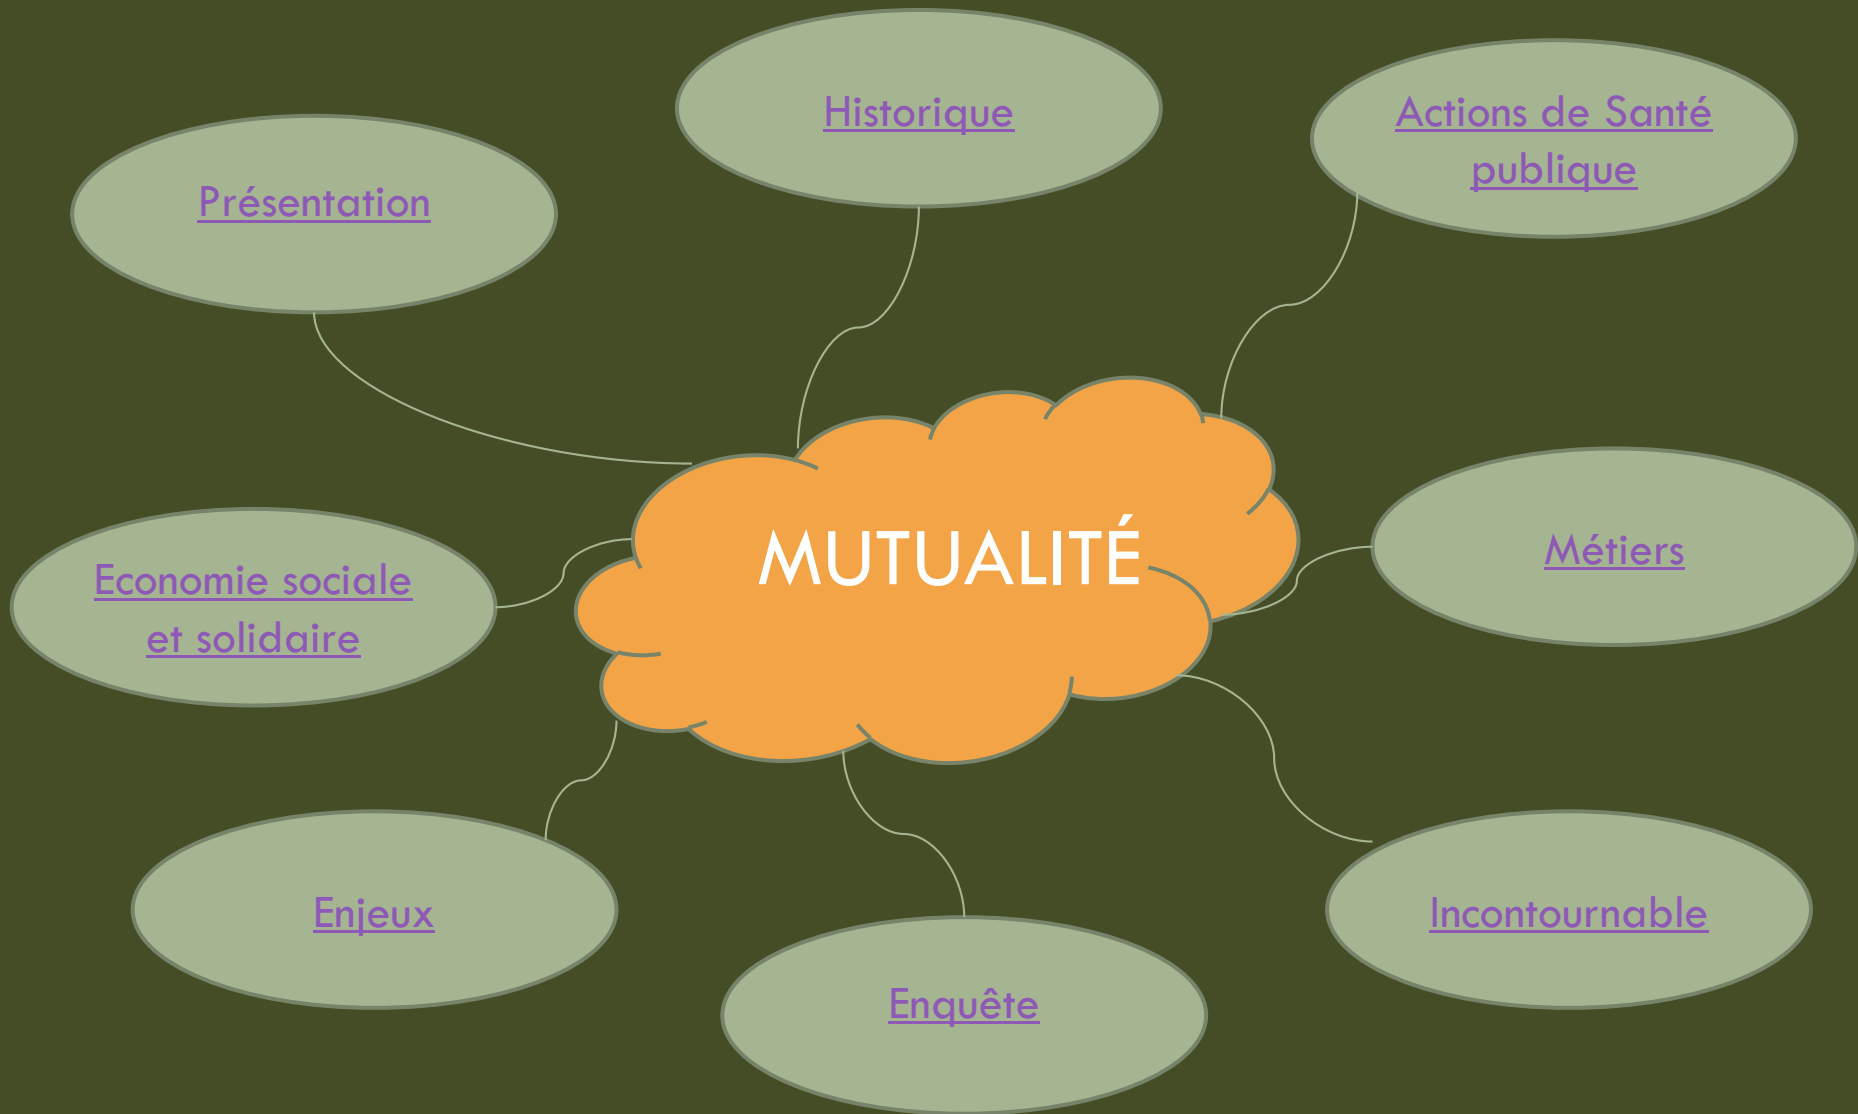 Historique
Actions de Santé
publique
Présentation
MUTUALITÉ
Métiers
Economie sociale
et solidaire
Enjeux
Incontournable
Enquête